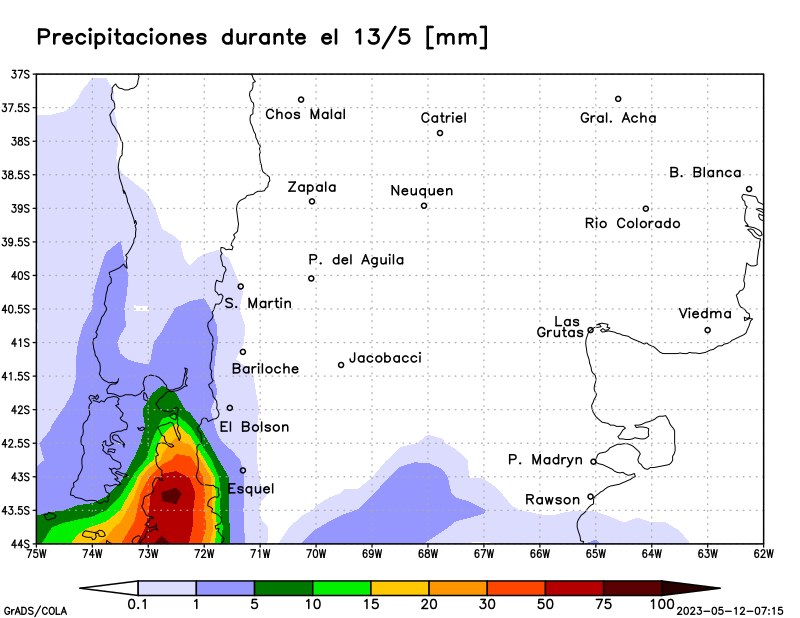 Precipitaciones durante el 13/5 [mm]
37S
37.5S
38S
38.5S
39S
39.5S
40S
40.5S
41S
41.5S
42S
42.5S
43S
43.5S
44S
Chos Malal
Catriel
Gral. Acha
B. Blanca
Zapala
Neuquen
Rio Colorado
P. del Aguila
S. Martin
Las
Grutas
Viedma
Bariloche
Jacobacci
El Bolson
P. Madryn
Esquel
Rawson
75W 74W 73W 72W 71W 70W 69W 68W 67W 66W 65W 64W 63W 62W
0.1 1 5 10 15 20 30 50 75 100
GrADS/COLA
2023-05-12-07:15